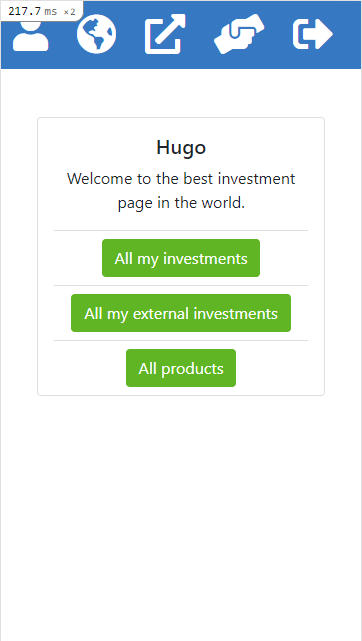 217.7 ms ×2
Hugo
Welcome to the best investment
page in the world.
All my investments
All my external investments
All products